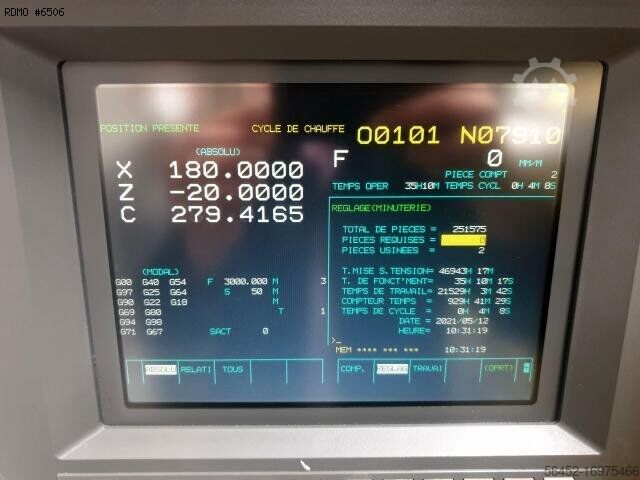 RDMO #6506
POSITION PRESENTE CYCLE DE CHAUFFE O0101 N07910
(ABSOLU)
X 180.0000
Z -20.0000
C 279.4165
F 0 MM/M
PIECE COMPT 2
TEMPS OPER 35H10M TEMPS CYCL 0H 4M 8S
REGLAGE(MINUTERIE)
TOTAL DE PIECES = 251575
PIECES REQUISES = 0
PIECES USINEES = 2
T.MISE S.TENSION= 46943H 17M
T. DE FONCT'MENT= 35H 10M 17S
TEMPS DE TRAVAIL= 21529H 3M 42S
COMPTEUR TEMPS = 929H 41M 29S
TEMPS DE CYCLE = 0H 4M 8S
DATE = 2021/05/12
HEURE= 10:31:19
>_
MEM **** *** *** 10:31:19
(MODAL)
G00 G40 G54 F 3000.000 M 3
G97 G25 G64 S 50 M
G90 G22 G18 M
G69 G80 T 1
G94 G98
G71 G67 SACT 0
ABSOLU RELATI TOUS
COMP. REGLAG TRAVAI (OPRT)
56452-16975466